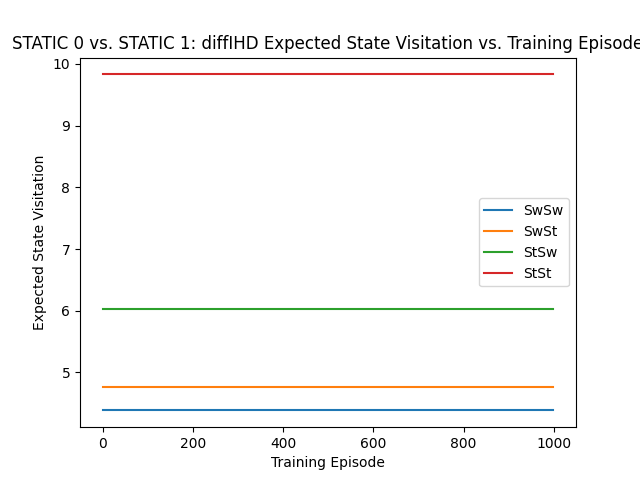 STATIC 0 vs. STATIC 1: diffIHD Expected State Visitation vs. Training Episode
Expected State Visitation
10
9
8
7
6
5
SwSw
SwSt
StSw
StSt
0 200 400 600 800 1000
Training Episode